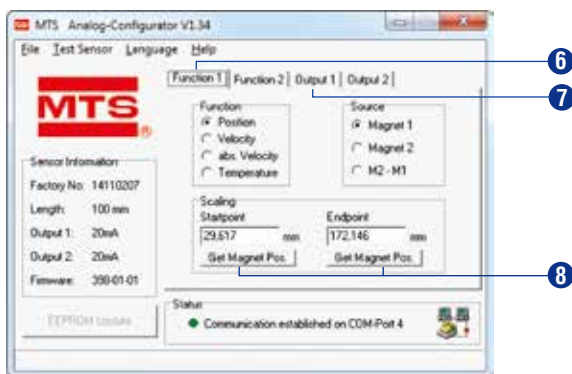 MTS Analog-Configurator V1.34
File Test Sensor Language Help
Function 1 Function 2 Output 1 Output 2
6
7
MTS
®
Function
Position
Velocity
abs. Velocity
Temperature
Source
Magnet 1
Magnet 2
M2 - M1
Sensor Information
Factory No: 14110207
Length: 100 mm
Output 1: 20mA
Output 2: 20mA
Firmware: 390-01-01
EEPROM Update
Scaling
Startpoint Endpoint
29,617 mm 172,146 mm
Get Magnet Pos. Get Magnet Pos.
8
Status
Communication established on COM-Port 4